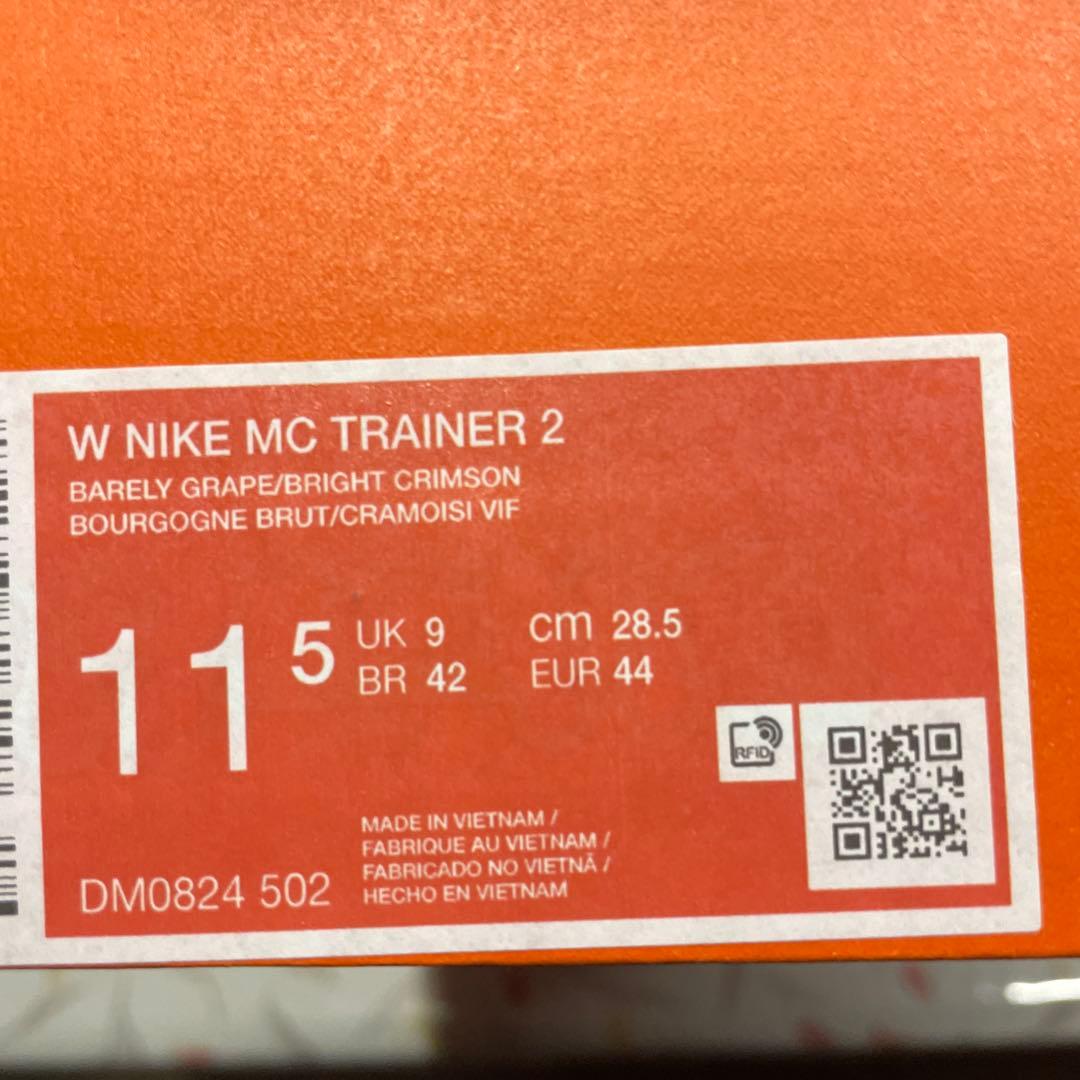 W NIKE MC TRAINER 2
BARELY GRAPE/BRIGHT CRIMSON
BOURGOGNE BRUT/CRAMOISI VIF
11 5
UK 9 cm 28.5
BR 42 EUR 44
RFID
MADE IN VIETNAM /
FABRIQUE AU VIETNAM /
FABRICADO NO VIETNÃ /
HECHO EN VIETNAM
DM0824 502